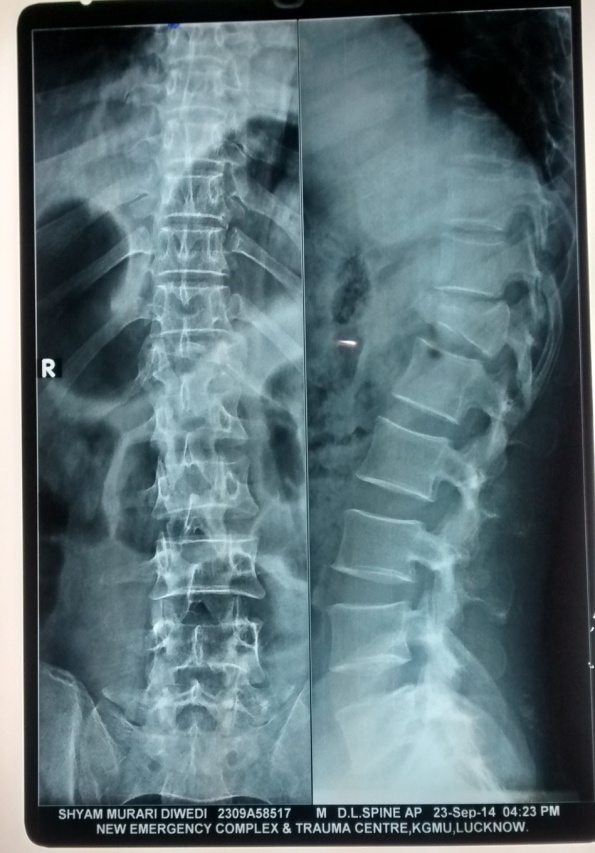 R
SHYAM MURARI DIWEDI 2309A58517 M D.L.SPINE AP 23-Sep-14 04:23 PM
NEW EMERGENCY COMPLEX & TRAUMA CENTRE,KGMU,LUCKNOW.